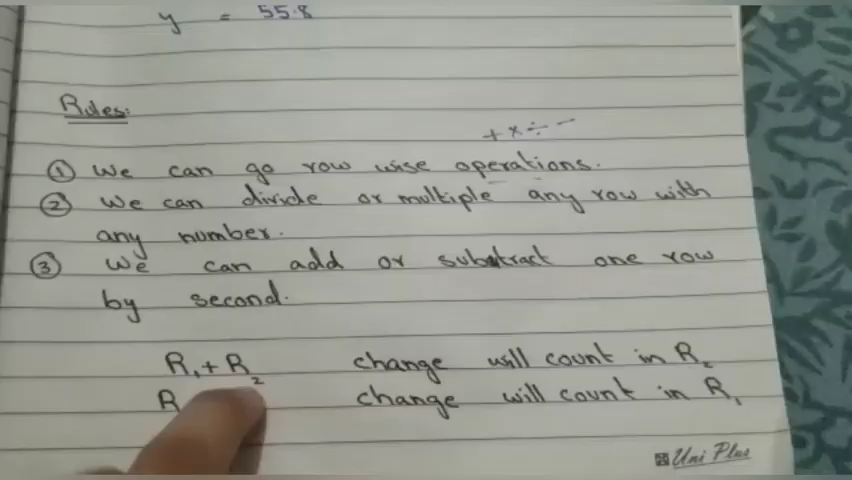 y = 55.8
Rules:
+ × ÷ -
① We can go row wise operations.
② We can divide or multiple any row with
any number.
③ We can add or substract one row
by second.
R₁ + R₂ change will count in R₂
R change will count in R₁
Uni Plus